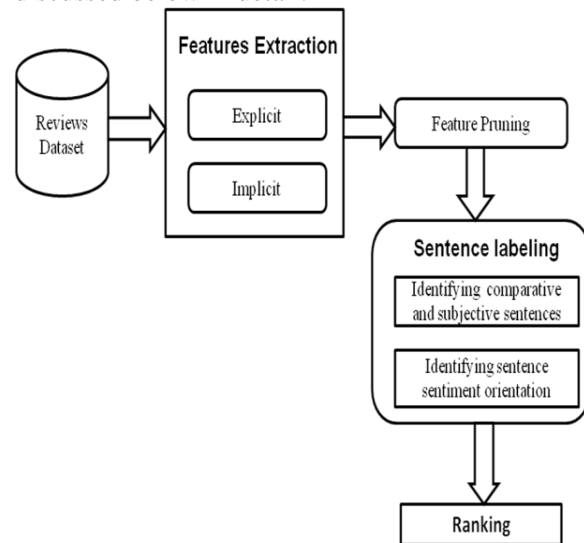 Features Extraction
Reviews
Dataset
Explicit
Implicit
Feature Pruning
Sentence labeling
Identifying comparative
and subjective sentences
Identifying sentence
sentiment orientation
Ranking